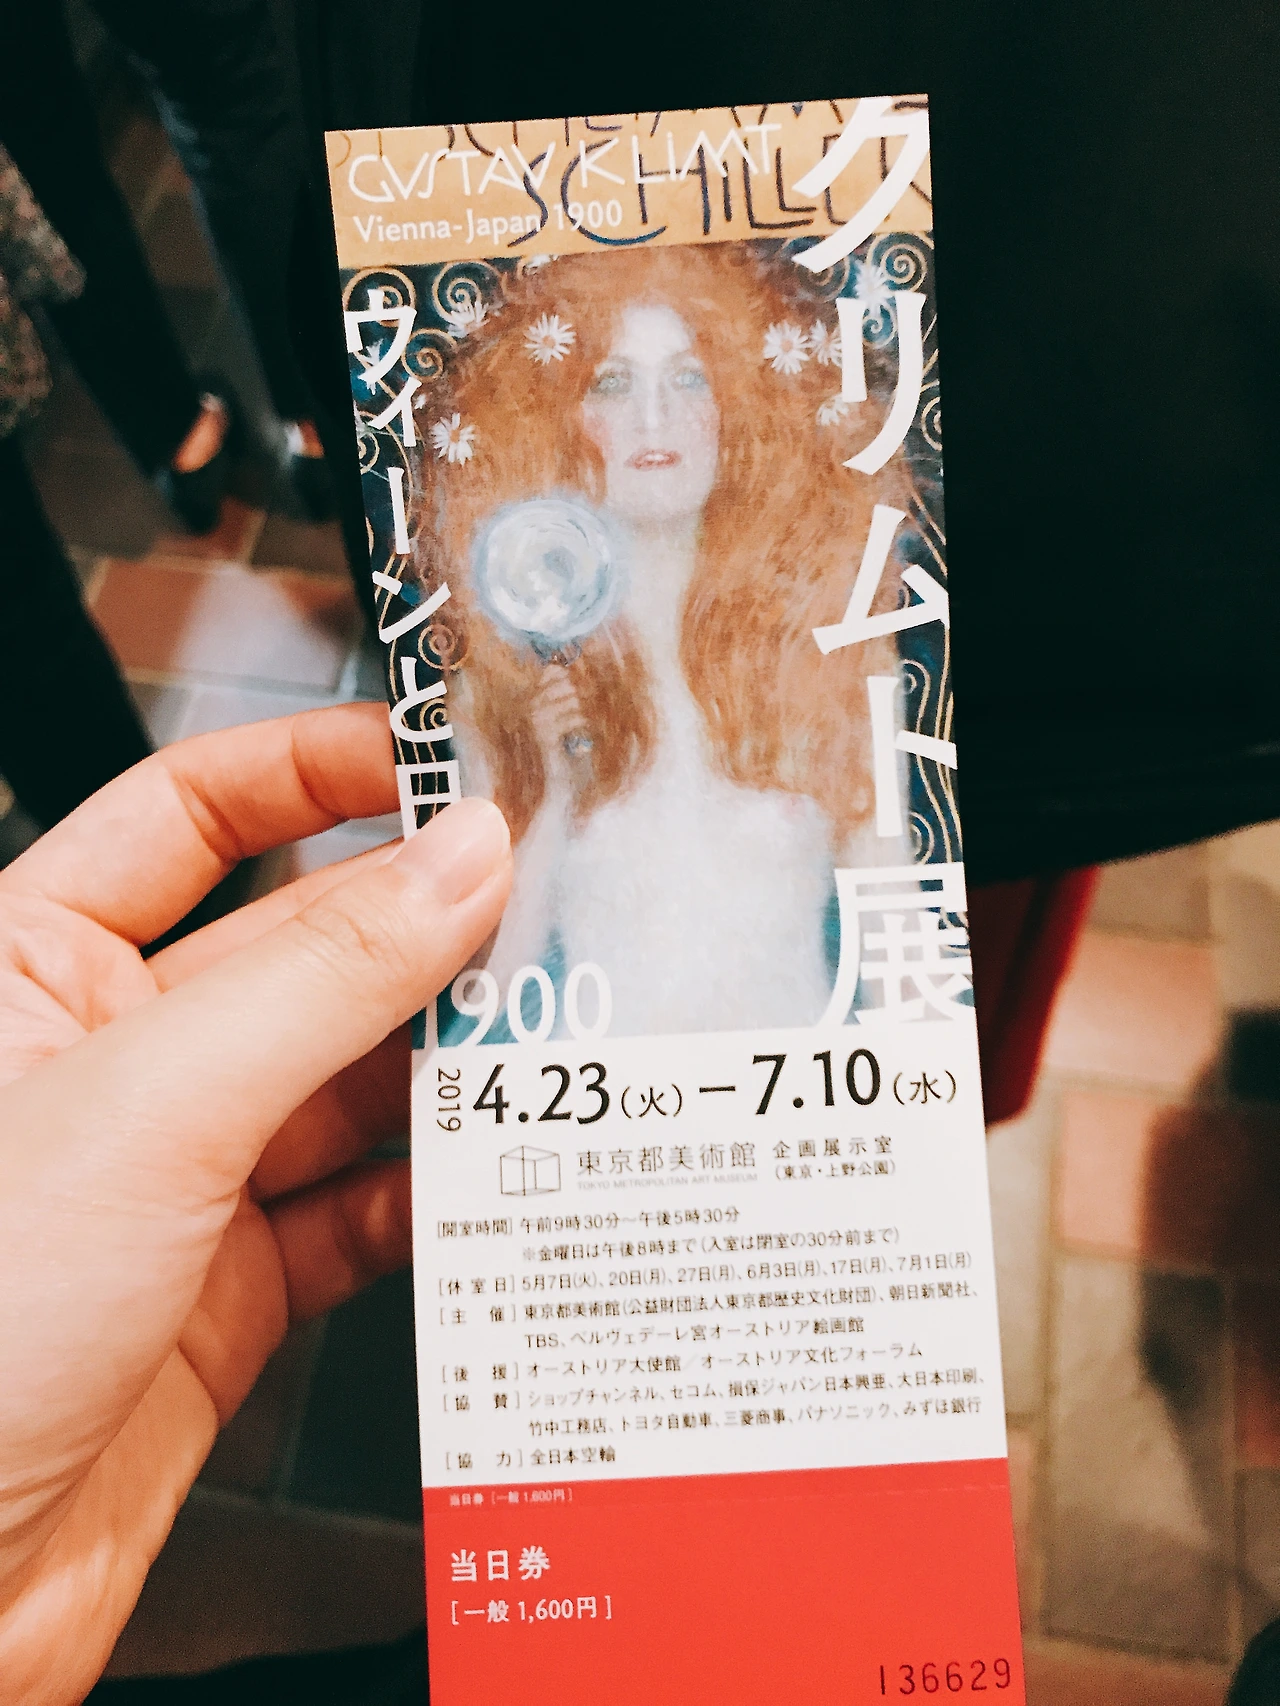 GUSTAV KLIMT
SCHILLER
Vienna-Japan 1900
クリムト展
ウィーンと日
1900
2019 4.23(火)－7.10(水)
東京都美術館 企画展示室
TOKYO METROPOLITAN ART MUSEUM (東京・上野公園)
[開室時間] 午前9時30分～午後5時30分
※金曜日は午後8時まで(入室は閉室の30分前まで)
[休室日] 5月7日(火)、20日(月)、27日(月)、6月3日(月)、17日(月)、7月1日(月)
[主催] 東京都美術館(公益財団法人東京都歴史文化財団)、朝日新聞社、
TBS、ベルヴェデーレ宮オーストリア絵画館
[後援] オーストリア大使館／オーストリア文化フォーラム
[協賛] ショップチャンネル、セコム、損保ジャパン日本興亜、大日本印刷、
竹中工務店、トヨタ自動車、三菱商事、パナソニック、みずほ銀行
[協力] 全日本空輸
当日券 [一般 1,600円]
当日券
[一般 1,600円]
136629